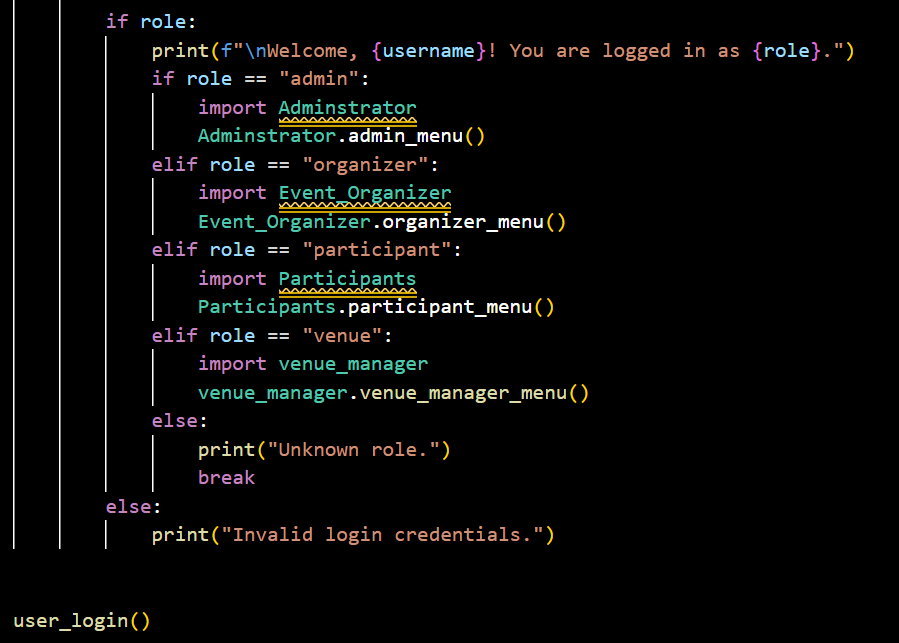 if role:
print(f"\nWelcome, {username}! You are logged in as {role}.")
if role == "admin":
import Adminstrator
Adminstrator.admin_menu()
elif role == "organizer":
import Event_Organizer
Event_Organizer.organizer_menu()
elif role == "participant":
import Participants
Participants.participant_menu()
elif role == "venue":
import venue_manager
venue_manager.venue_manager_menu()
else:
print("Unknown role.")
break
else:
print("Invalid login credentials.")
user_login()